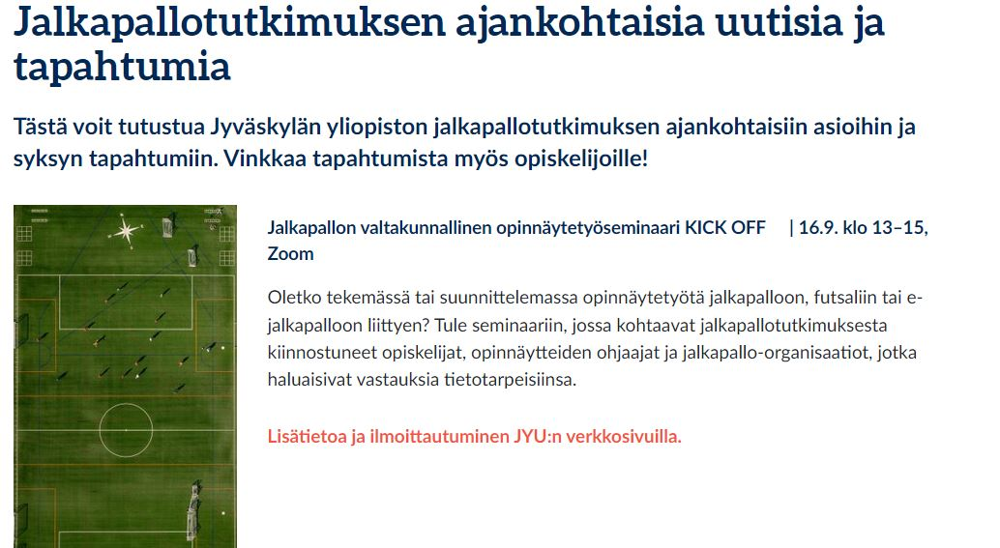 Jalkapallotutkimuksen ajankohtaisia uutisia ja
tapahtumia
Tästä voit tutustua Jyväskylän yliopiston jalkapallotutkimuksen ajankohtaisiin asioihin ja
syksyn tapahtumiin. Vinkkaa tapahtumista myös opiskelijoille!
Jalkapallon valtakunnallinen opinnäytetyöseminaari KICK OFF | 16.9. klo 13–15,
Zoom
Oletko tekemässä tai suunnittelemassa opinnäytetyötä jalkapalloon, futsaliin tai e-
jalkapalloon liittyen? Tule seminaariin, jossa kohtaavat jalkapallotutkimuksesta
kiinnostuneet opiskelijat, opinnäytteiden ohjaajat ja jalkapallo-organisaatiot, jotka
haluaisivat vastauksia tietotarpeisiinsa.
Lisätietoa ja ilmoittautuminen JYU:n verkkosivuilla.